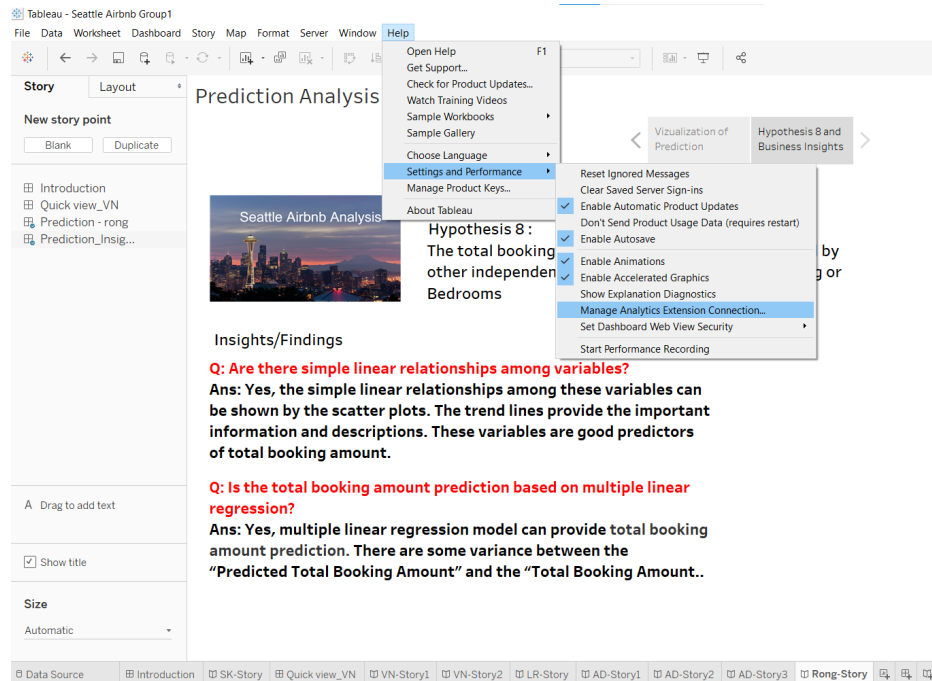 Tableau - Seattle Airbnb Group1
File Data Worksheet Dashboard Story Map Format Server Window Help
Open Help F1
Get Support...
Check for Product Updates...
Watch Training Videos
Sample Workbooks
Sample Gallery
Choose Language
Settings and Performance
Manage Product Keys...
About Tableau
Reset Ignored Messages
Clear Saved Server Sign-ins
Enable Automatic Product Updates
Don't Send Product Usage Data (requires restart)
Enable Autosave
Enable Animations
Enable Accelerated Graphics
Show Explanation Diagnostics
Manage Analytics Extension Connection...
Set Dashboard Web View Security
Start Performance Recording
Story Layout
New story point
Blank Duplicate
Introduction
Quick view_VN
Prediction - rong
Prediction_Insig...
A Drag to add text
Show title
Size
Automatic
Prediction Analysis
Vizualization of
Prediction
Hypothesis 8 and
Business Insights
Seattle Airbnb Analysis
Hypothesis 8 :
The total booking by
other independen g or
Bedrooms
Insights/Findings
Q: Are there simple linear relationships among variables?
Ans: Yes, the simple linear relationships among these variables can
be shown by the scatter plots. The trend lines provide the important
information and descriptions. These variables are good predictors
of total booking amount.
Q: Is the total booking amount prediction based on multiple linear
regression?
Ans: Yes, multiple linear regression model can provide total booking
amount prediction. There are some variance between the
“Predicted Total Booking Amount” and the “Total Booking Amount..
Data Source Introduction SK-Story Quick view_VN VN-Story1 VN-Story2 LR-Story AD-Story1 AD-Story2 AD-Story3 Rong-Story